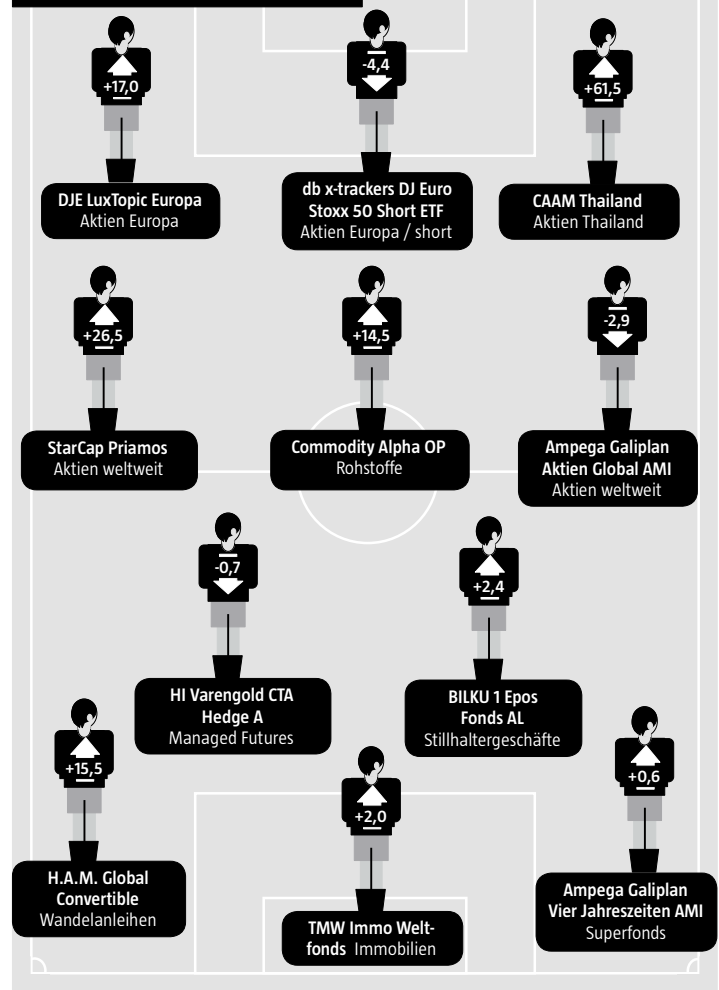 +17,0
DJE LuxTopic Europa
Aktien Europa
-4,4
db x-trackers DJ Euro
Stoxx 50 Short ETF
Aktien Europa / short
+61,5
CAAM Thailand
Aktien Thailand
+26,5
StarCap Priamos
Aktien weltweit
+14,5
Commodity Alpha OP
Rohstoffe
-2,9
Ampega Galiplan
Aktien Global AMI
Aktien weltweit
-0,7
HI Varengold CTA
Hedge A
Managed Futures
+2,4
BILKU 1 Epos
Fonds AL
Stillhaltergeschäfte
+15,5
H.A.M. Global
Convertible
Wandelanleihen
+2,0
TMW Immo Welt-
fonds Immobilien
+0,6
Ampega Galiplan
Vier Jahreszeiten AMI
Superfonds